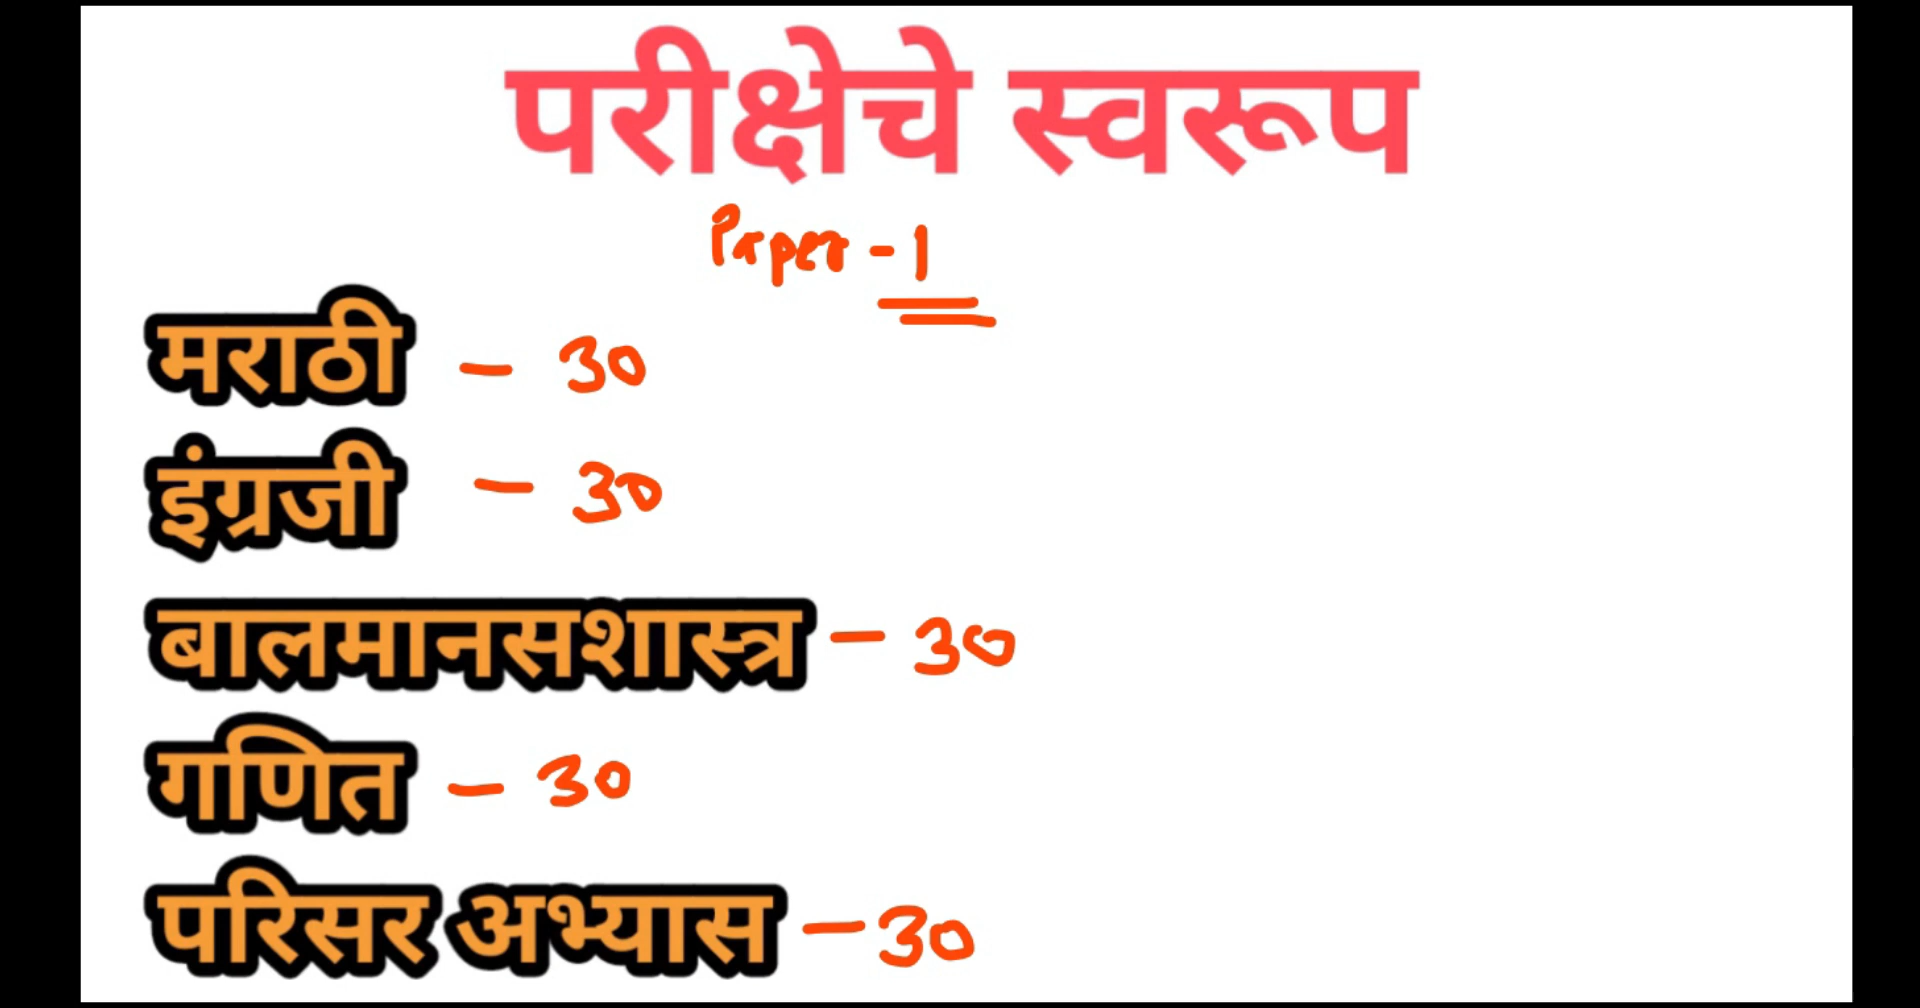 परीक्षेचे स्वरूप
Paper - 1
मराठी - 30
इंग्रजी - 30
बालमानसशास्त्र - 30
गणित - 30
परिसर अभ्यास - 30